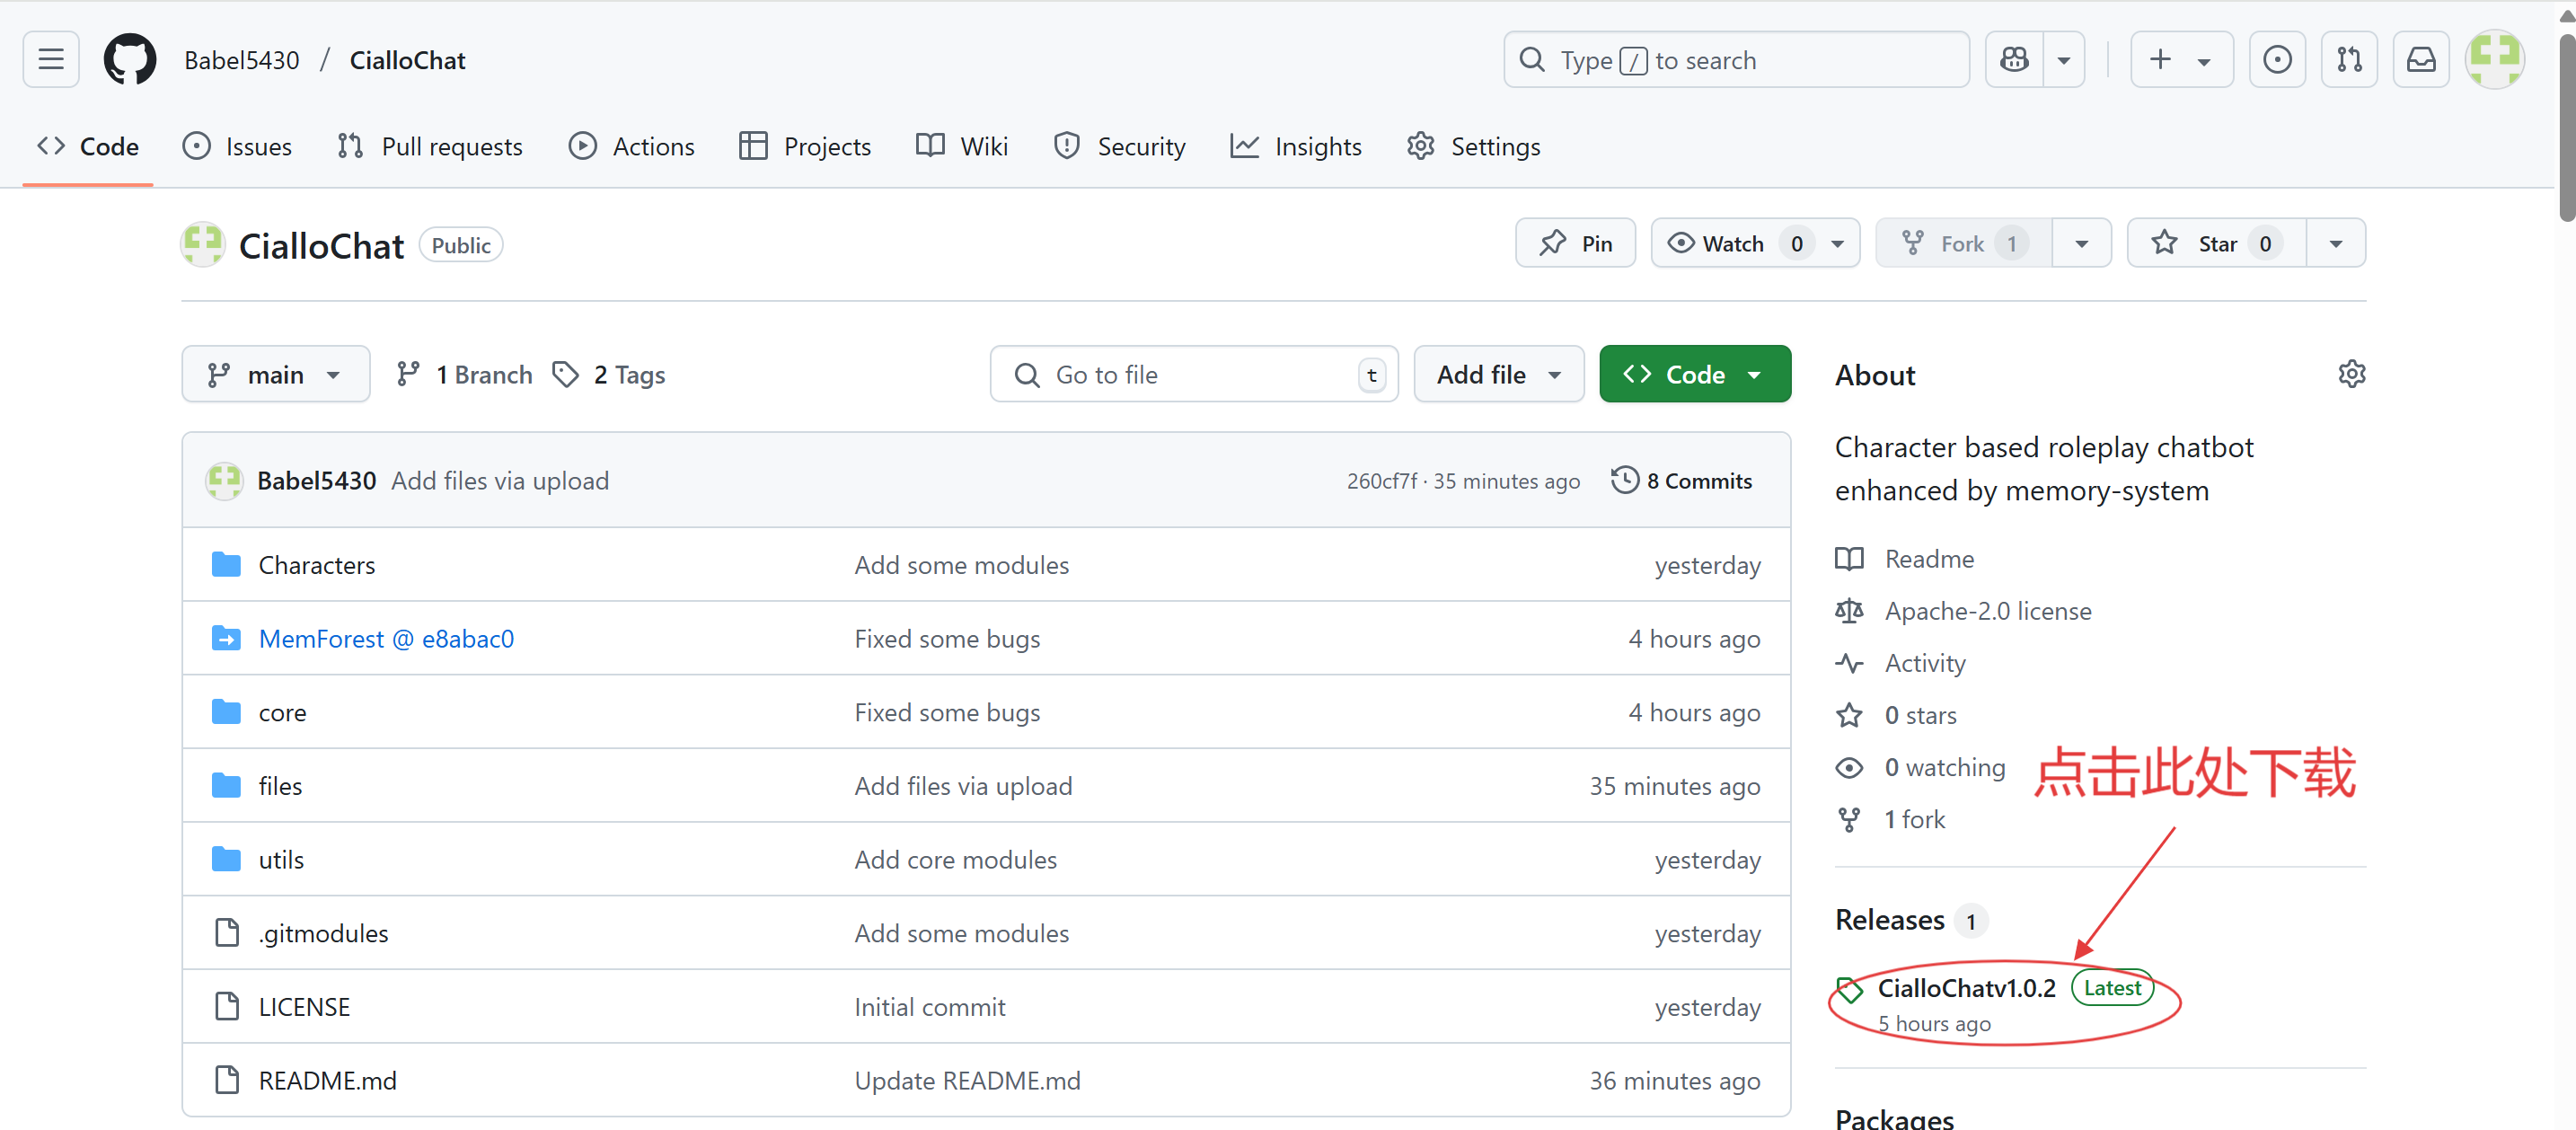 Babel5430 / CialloChat
Type / to search
Code
Issues
Pull requests
Actions
Projects
Wiki
Security
Insights
Settings
CialloChat Public
Pin
Watch 0
Fork 1
Star 0
main
1 Branch
2 Tags
Go to file t
Add file
Code
Babel5430 Add files via upload 260cf7f · 35 minutes ago 8 Commits
Characters Add some modules yesterday
MemForest @ e8abac0 Fixed some bugs 4 hours ago
core Fixed some bugs 4 hours ago
files Add files via upload 35 minutes ago
utils Add core modules yesterday
.gitmodules Add some modules yesterday
LICENSE Initial commit yesterday
README.md Update README.md 36 minutes ago
About
Character based roleplay chatbot
enhanced by memory-system
Readme
Apache-2.0 license
Activity
0 stars
0 watching
点击此处下载
1 fork
Releases 1
CialloChatv1.0.2 Latest
5 hours ago
Packages